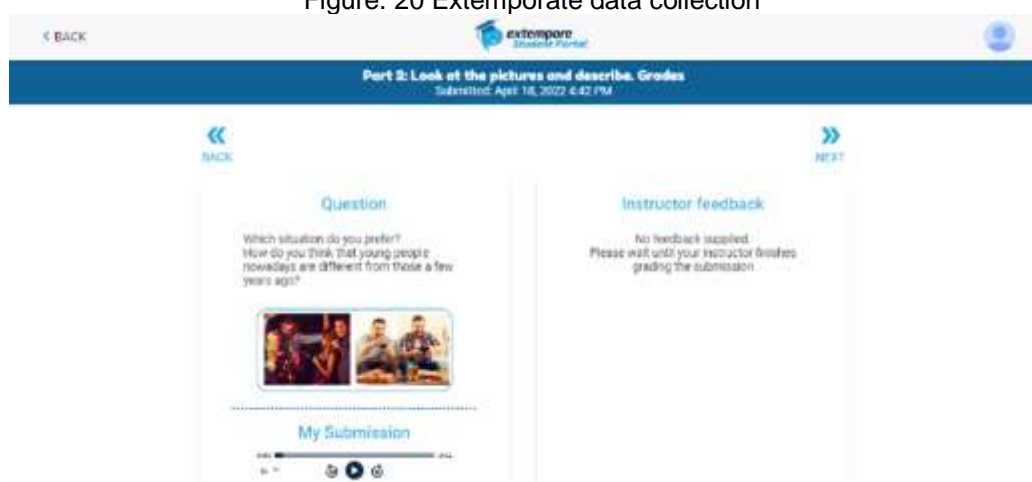 Figure. 20 Extemporate data collection
< BACK
extempore
Student Portal
Part 2: Look at the pictures and describe. Grades
Submitted: April 18, 2022 4:42 PM
BACK
NEXT
Question
Which situation do you prefer?
How do you think that young people
nowadays are different from those a few
years ago?
My Submission
Instructor feedback
No feedback supplied.
Please wait until your instructor finishes
grading the submission